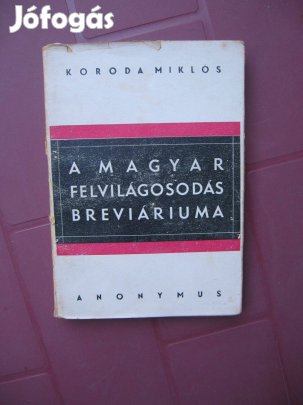 Jófogás
KORODA MIKLÓS
A MAGYAR
FELVILÁGOSODÁS
BREVIÁRIUMA
ANONYMUS